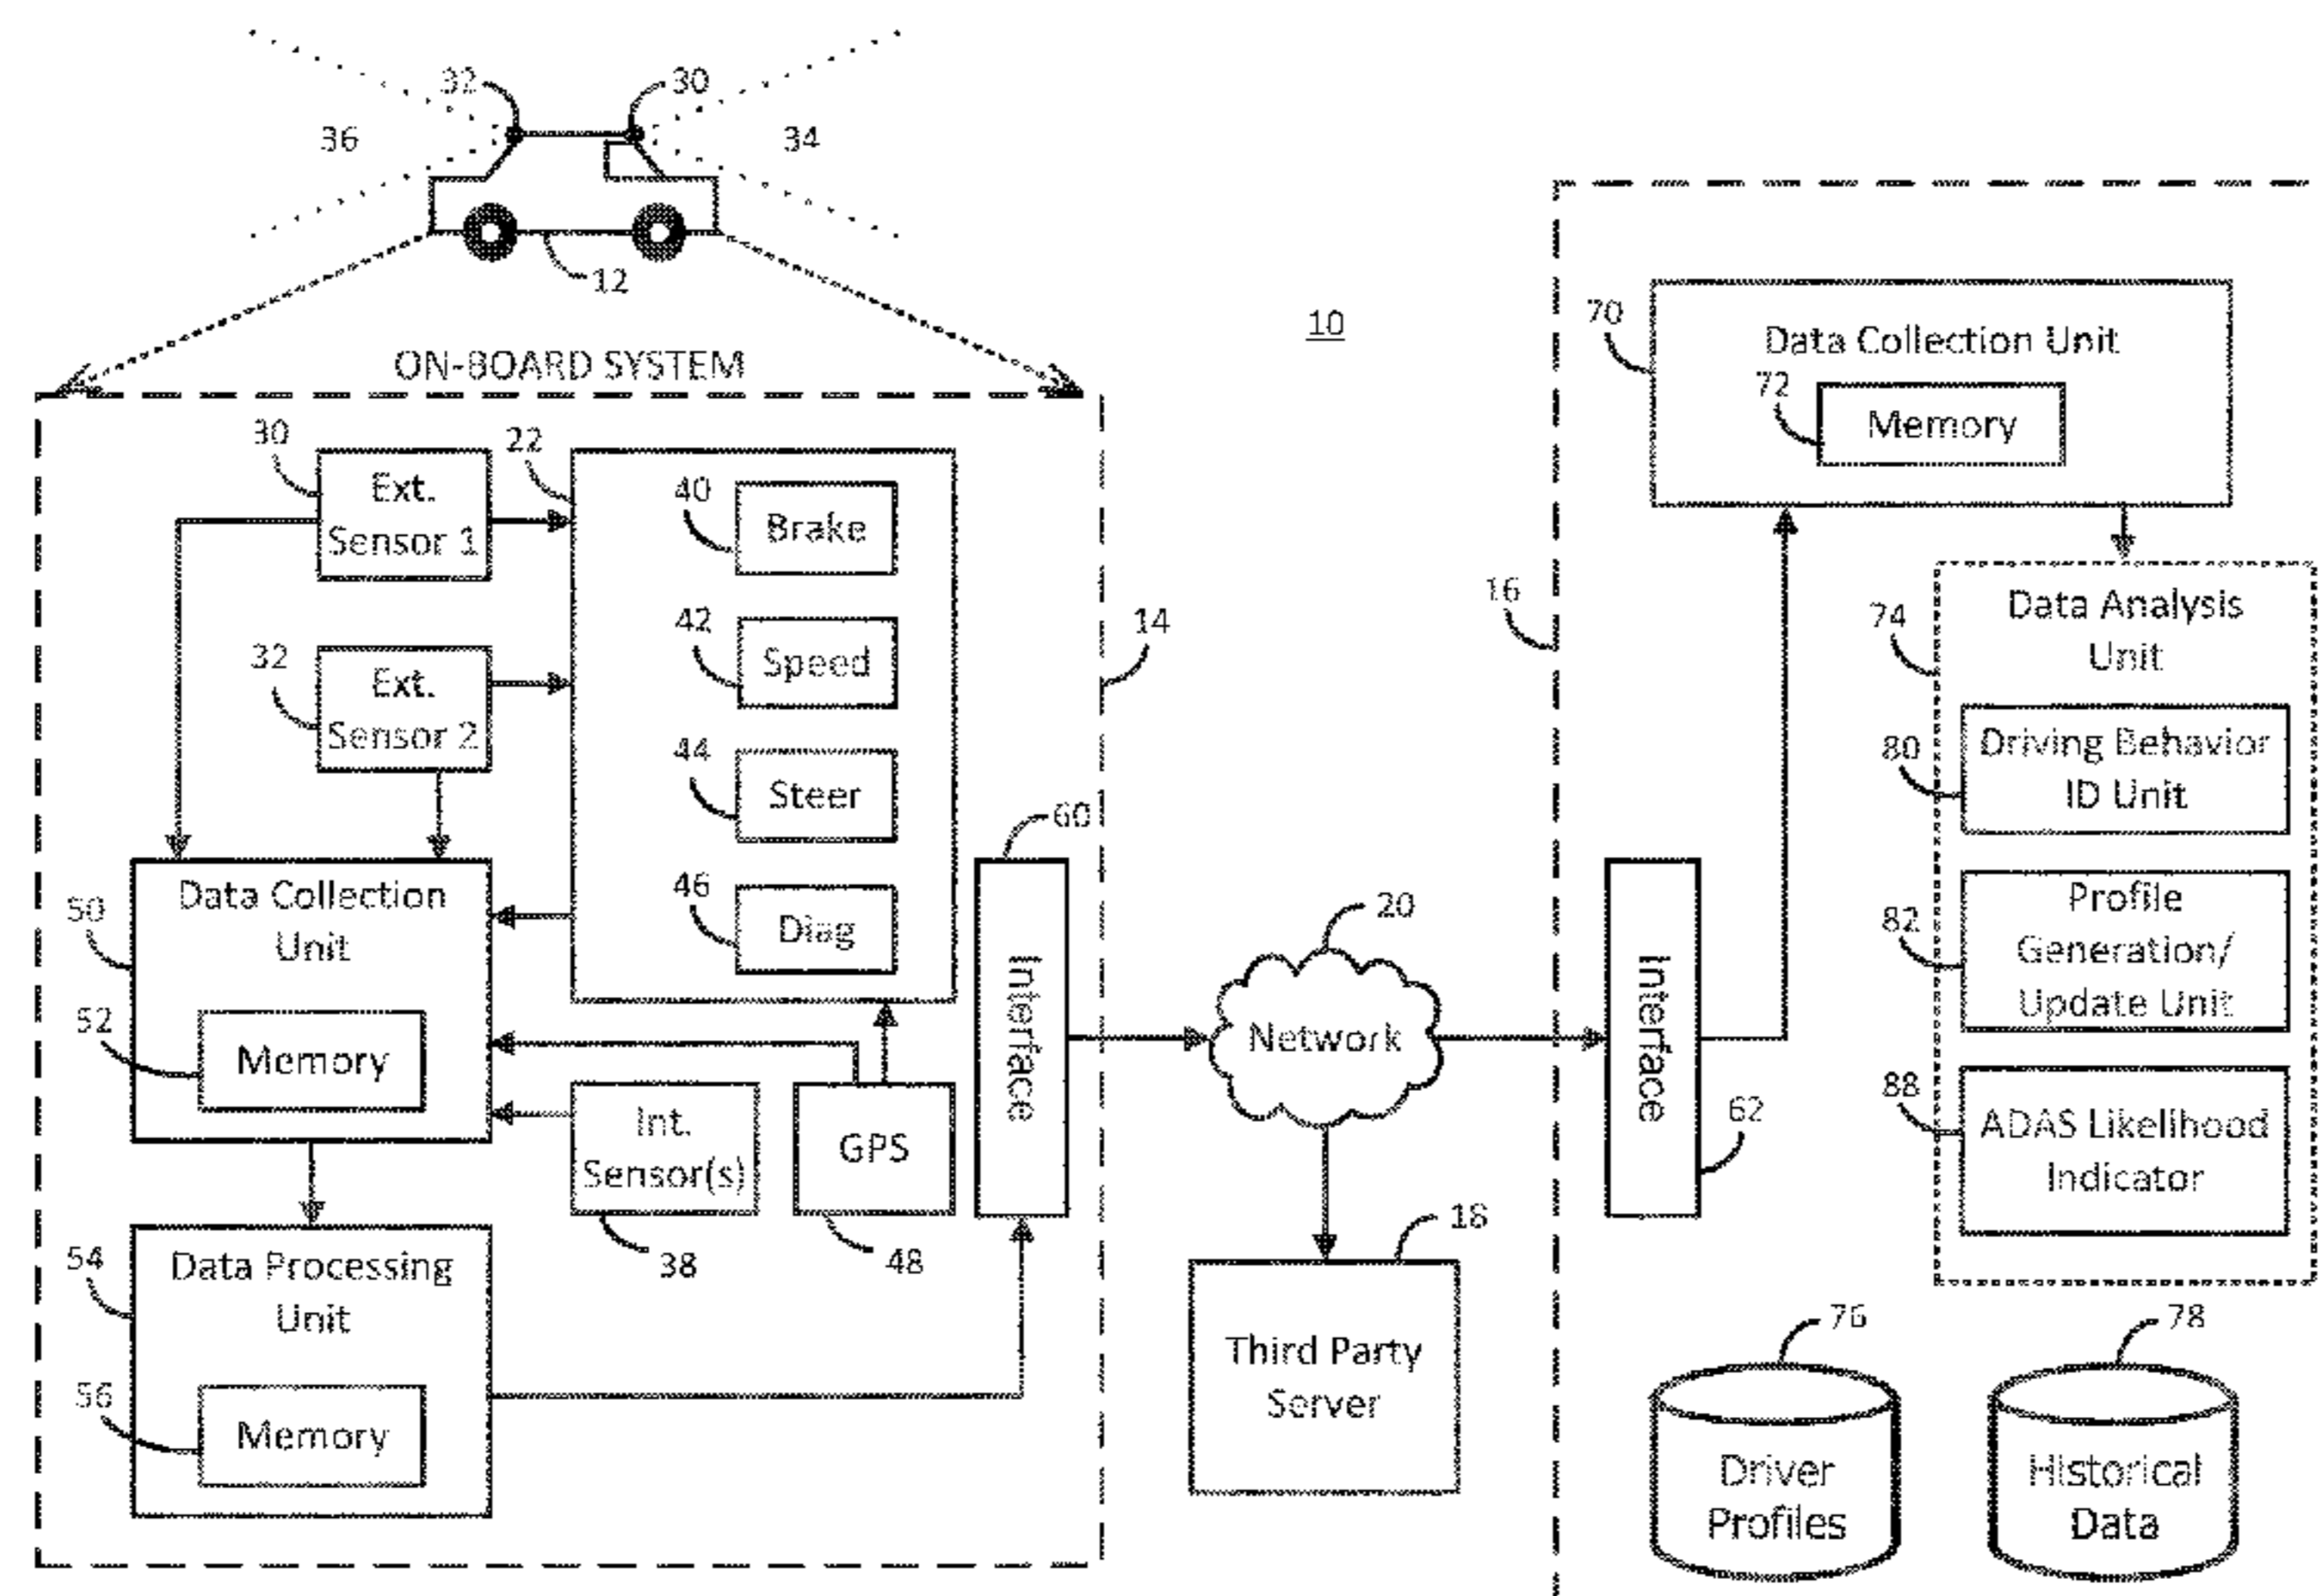 32
30
36
34
12
10
ON-BOARD SYSTEM
30
Ext.
Sensor 1
32
Ext.
Sensor 2
22
40
Brake
42
Speed
44
Steer
46
Diag
14
50
Data Collection
Unit
52
Memory
Int.
Sensor(s)
38
GPS
48
60
Interface
54
Data Processing
Unit
56
Memory
20
Network
18
Third Party
Server
16
70
Data Collection Unit
72
Memory
74
Data Analysis
Unit
80
Driving Behavior
ID Unit
82
Profile
Generation/
Update Unit
88
ADAS Likelihood
Indicator
Interface
62
76
Driver
Profiles
78
Historical
Data